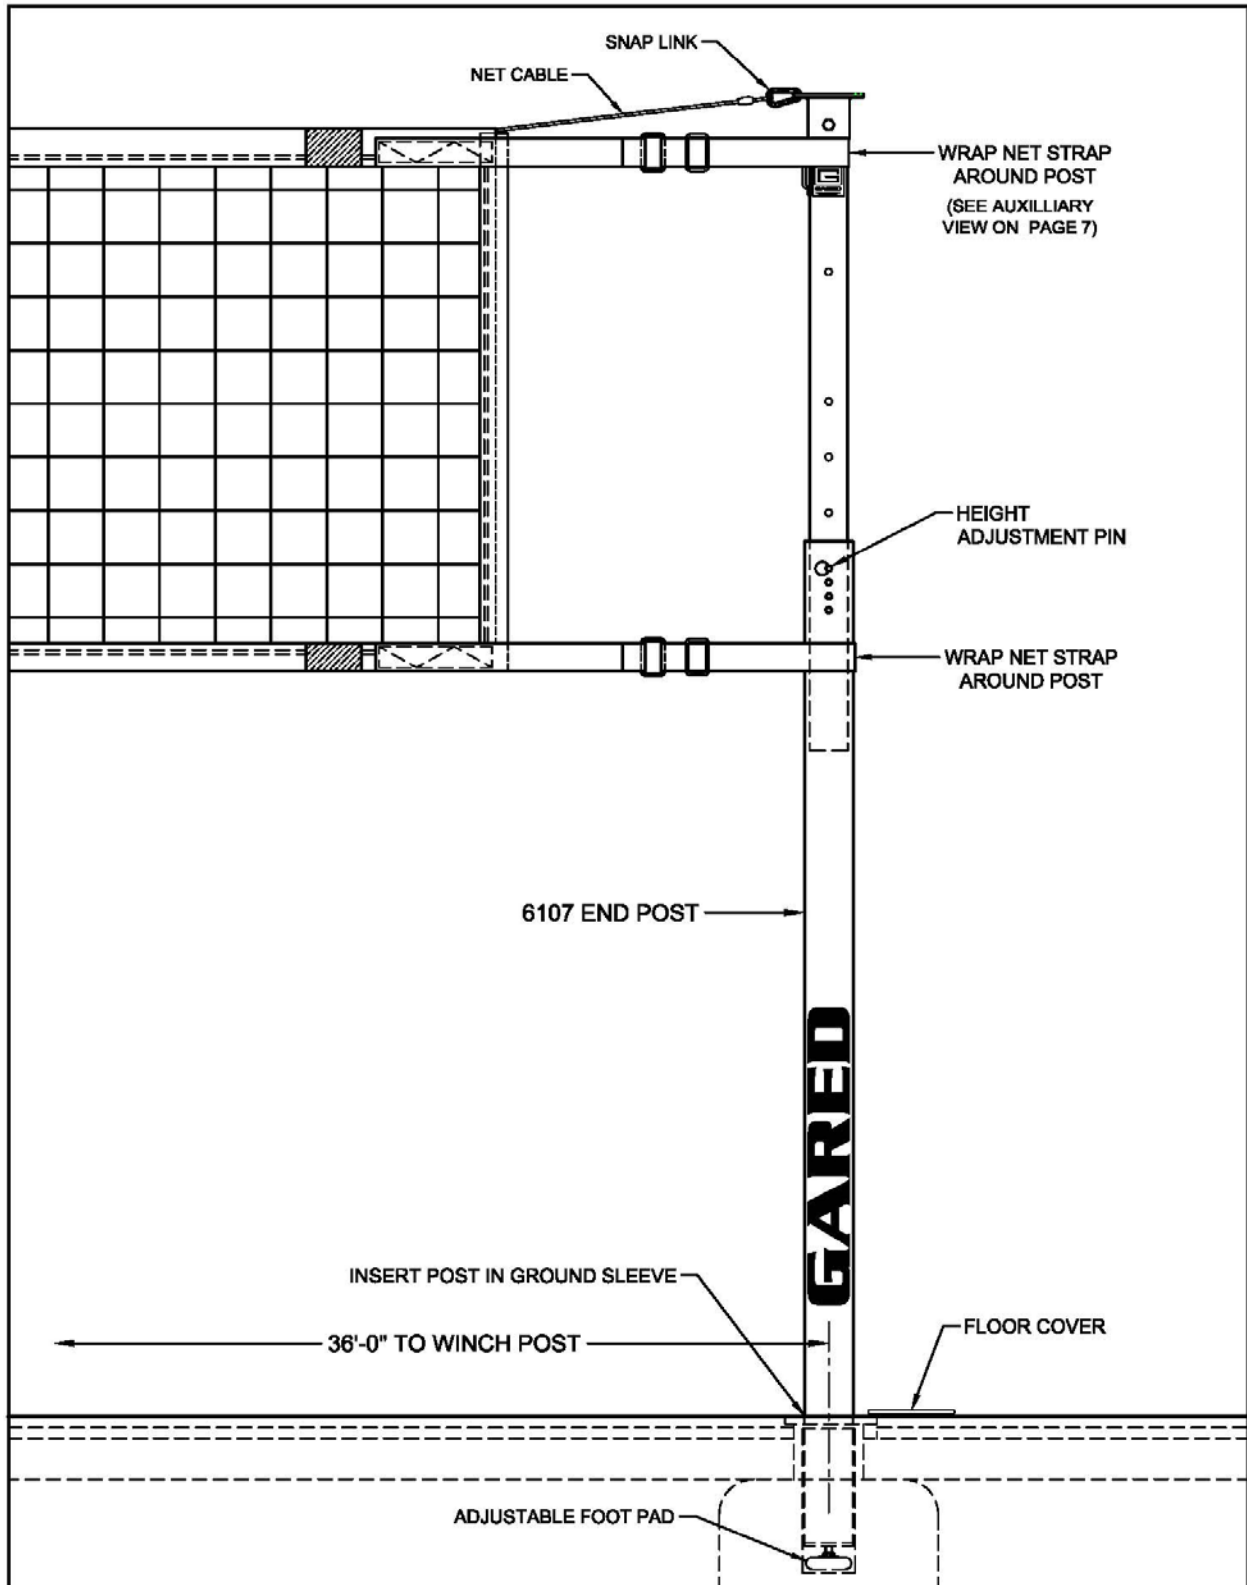 SNAP LINK
NET CABLE
WRAP NET STRAP
AROUND POST
(SEE AUXILLIARY
VIEW ON PAGE 7)
G
GARED
HEIGHT
ADJUSTMENT PIN
WRAP NET STRAP
AROUND POST
6107 END POST
GARED
INSERT POST IN GROUND SLEEVE
36'-0" TO WINCH POST
FLOOR COVER
ADJUSTABLE FOOT PAD